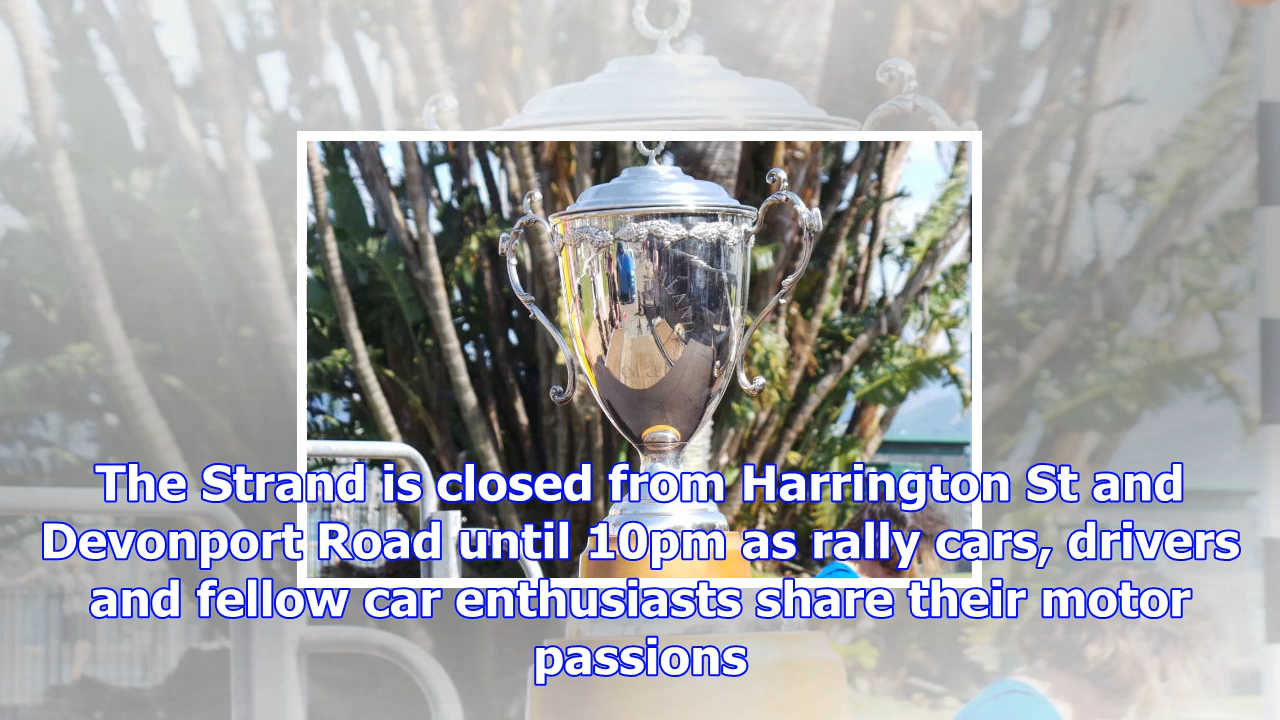 The Strand is closed from Harrington St and
Devonport Road until 10pm as rally cars, drivers
and fellow car enthusiasts share their motor
passions